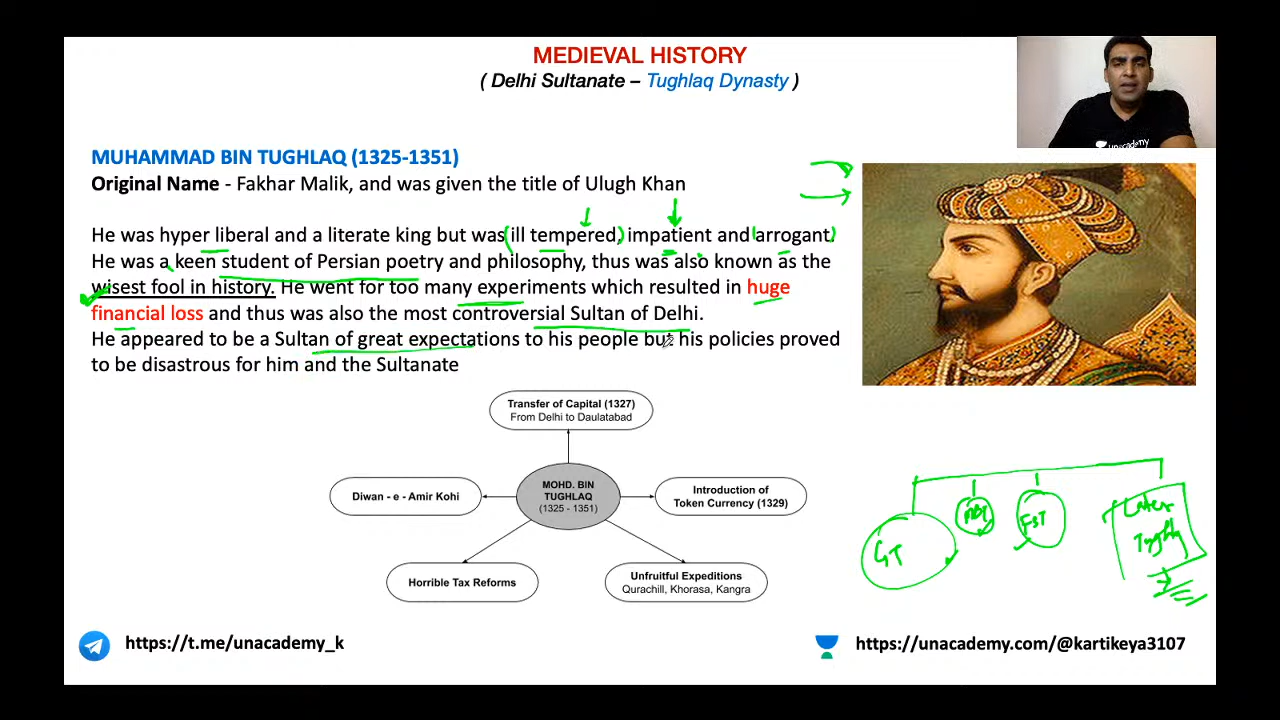 MEDIEVAL HISTORY
( Delhi Sultanate – Tughlaq Dynasty )
unacademy
MUHAMMAD BIN TUGHLAQ (1325-1351)
Original Name - Fakhar Malik, and was given the title of Ulugh Khan
He was hyper liberal and a literate king but was ill tempered, impatient and arrogant.
He was a keen student of Persian poetry and philosophy, thus was also known as the
wisest fool in history. He went for too many experiments which resulted in huge
financial loss and thus was also the most controversial Sultan of Delhi.
He appeared to be a Sultan of great expectations to his people but his policies proved
to be disastrous for him and the Sultanate
Transfer of Capital (1327)
From Delhi to Daulatabad
Diwan - e - Amir Kohi
MOHD. BIN
TUGHLAQ
(1325 - 1351)
Introduction of
Token Currency (1329)
Horrible Tax Reforms
Unfruitful Expeditions
Qurachill, Khorasa, Kangra
GT
MBT
FST
Later
Tughlaq
https://t.me/unacademy_k
https://unacademy.com/@kartikeya3107